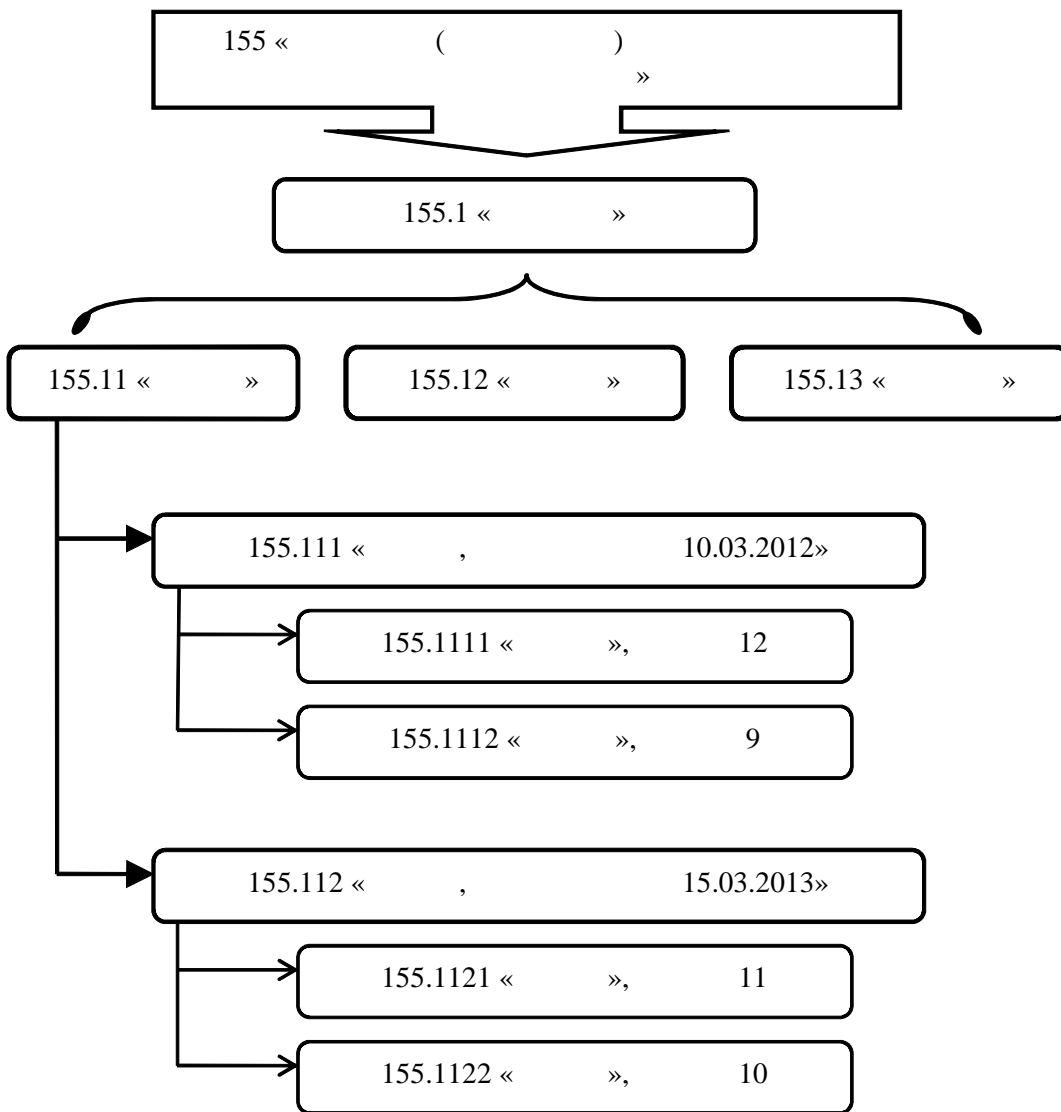 155 « ( )
»
155.1 « »
155.11 « »
155.12 « »
155.13 « »
155.111 « , 10.03.2012»
155.1111 « », 12
155.1112 « », 9
155.112 « , 15.03.2013»
155.1121 « », 11
155.1122 « », 10